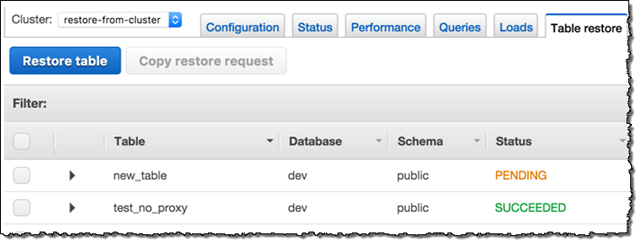 Cluster: restore-from-cluster
Configuration Status Performance Queries Loads Table restore
Restore table Copy restore request
Filter:
Table Database Schema Status
new_table dev public PENDING
test_no_proxy dev public SUCCEEDED